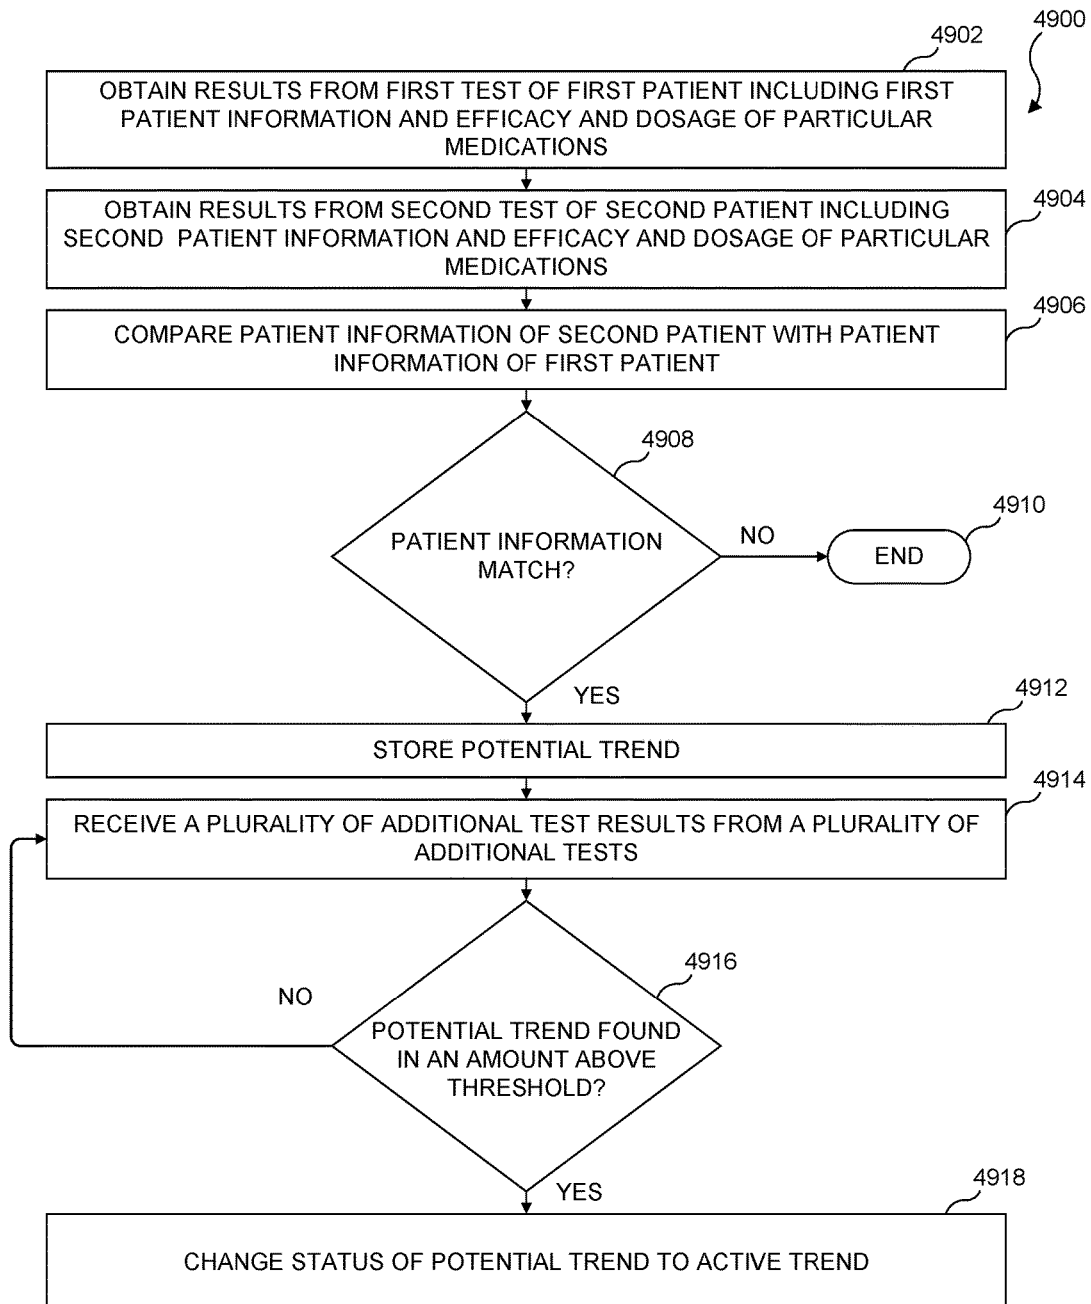 4900
4902
OBTAIN RESULTS FROM FIRST TEST OF FIRST PATIENT INCLUDING FIRST
PATIENT INFORMATION AND EFFICACY AND DOSAGE OF PARTICULAR
MEDICATIONS
4904
OBTAIN RESULTS FROM SECOND TEST OF SECOND PATIENT INCLUDING
SECOND PATIENT INFORMATION AND EFFICACY AND DOSAGE OF PARTICULAR
MEDICATIONS
4906
COMPARE PATIENT INFORMATION OF SECOND PATIENT WITH PATIENT
INFORMATION OF FIRST PATIENT
4908
PATIENT INFORMATION
MATCH?
NO
4910
END
YES
4912
STORE POTENTIAL TREND
4914
RECEIVE A PLURALITY OF ADDITIONAL TEST RESULTS FROM A PLURALITY OF
ADDITIONAL TESTS
4916
NO
POTENTIAL TREND FOUND
IN AN AMOUNT ABOVE
THRESHOLD?
YES
4918
CHANGE STATUS OF POTENTIAL TREND TO ACTIVE TREND